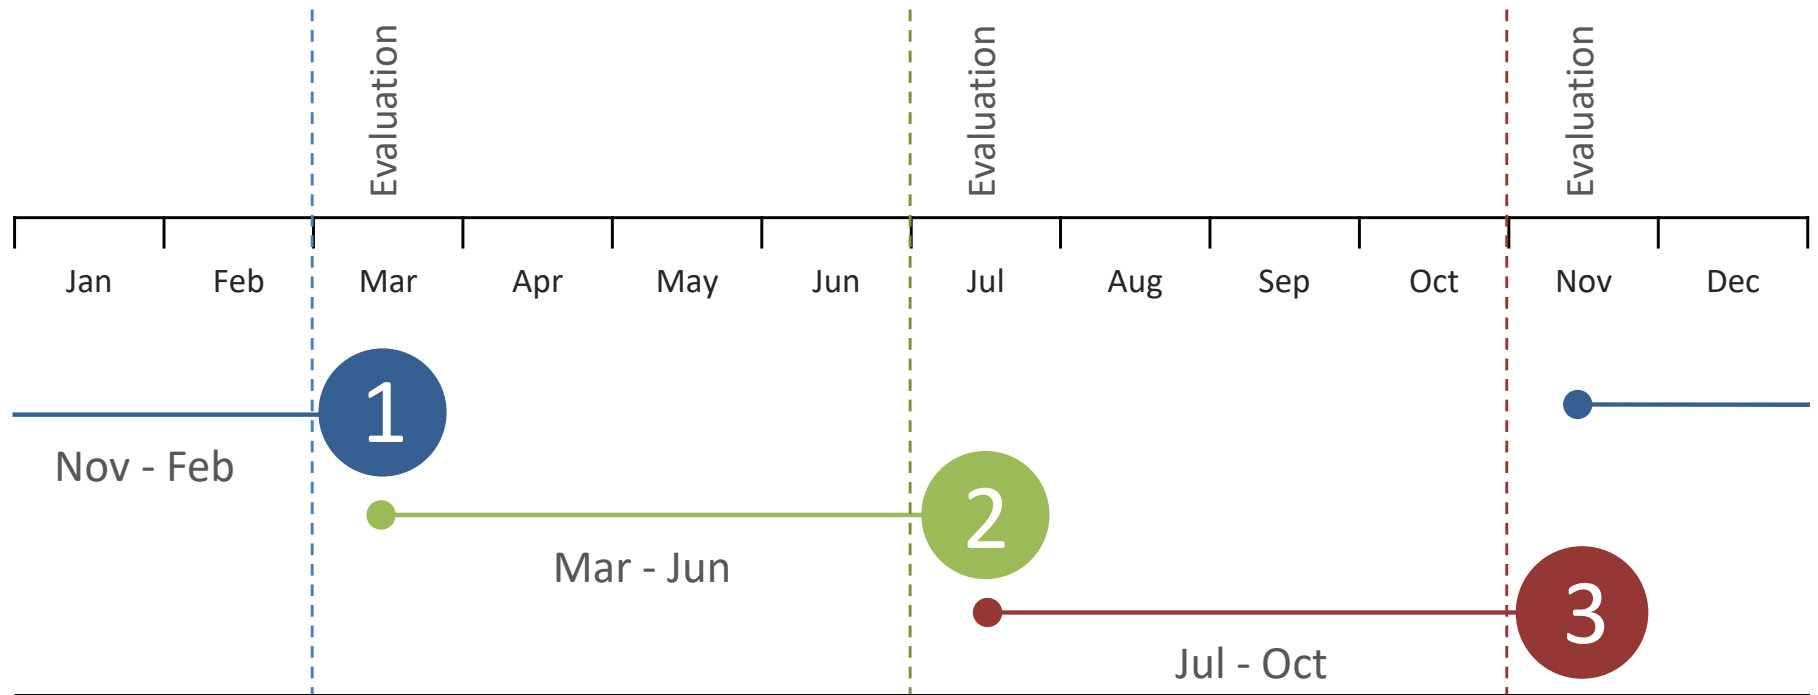 Evaluation
Evaluation
Evaluation
Jan Feb Mar Apr May Jun Jul Aug Sep Oct Nov Dec
1
Nov - Feb
2
Mar - Jun
3
Jul - Oct